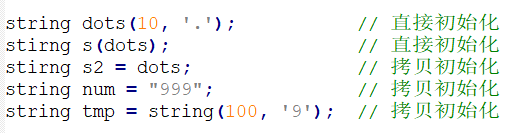 string dots(10, '.');                // 直接初始化
stirng s(dots);                      // 直接初始化
stirng s2 = dots;                    // 拷贝初始化
string num = "999";                  // 拷贝初始化
string tmp = string(100, '9');  // 拷贝初始化